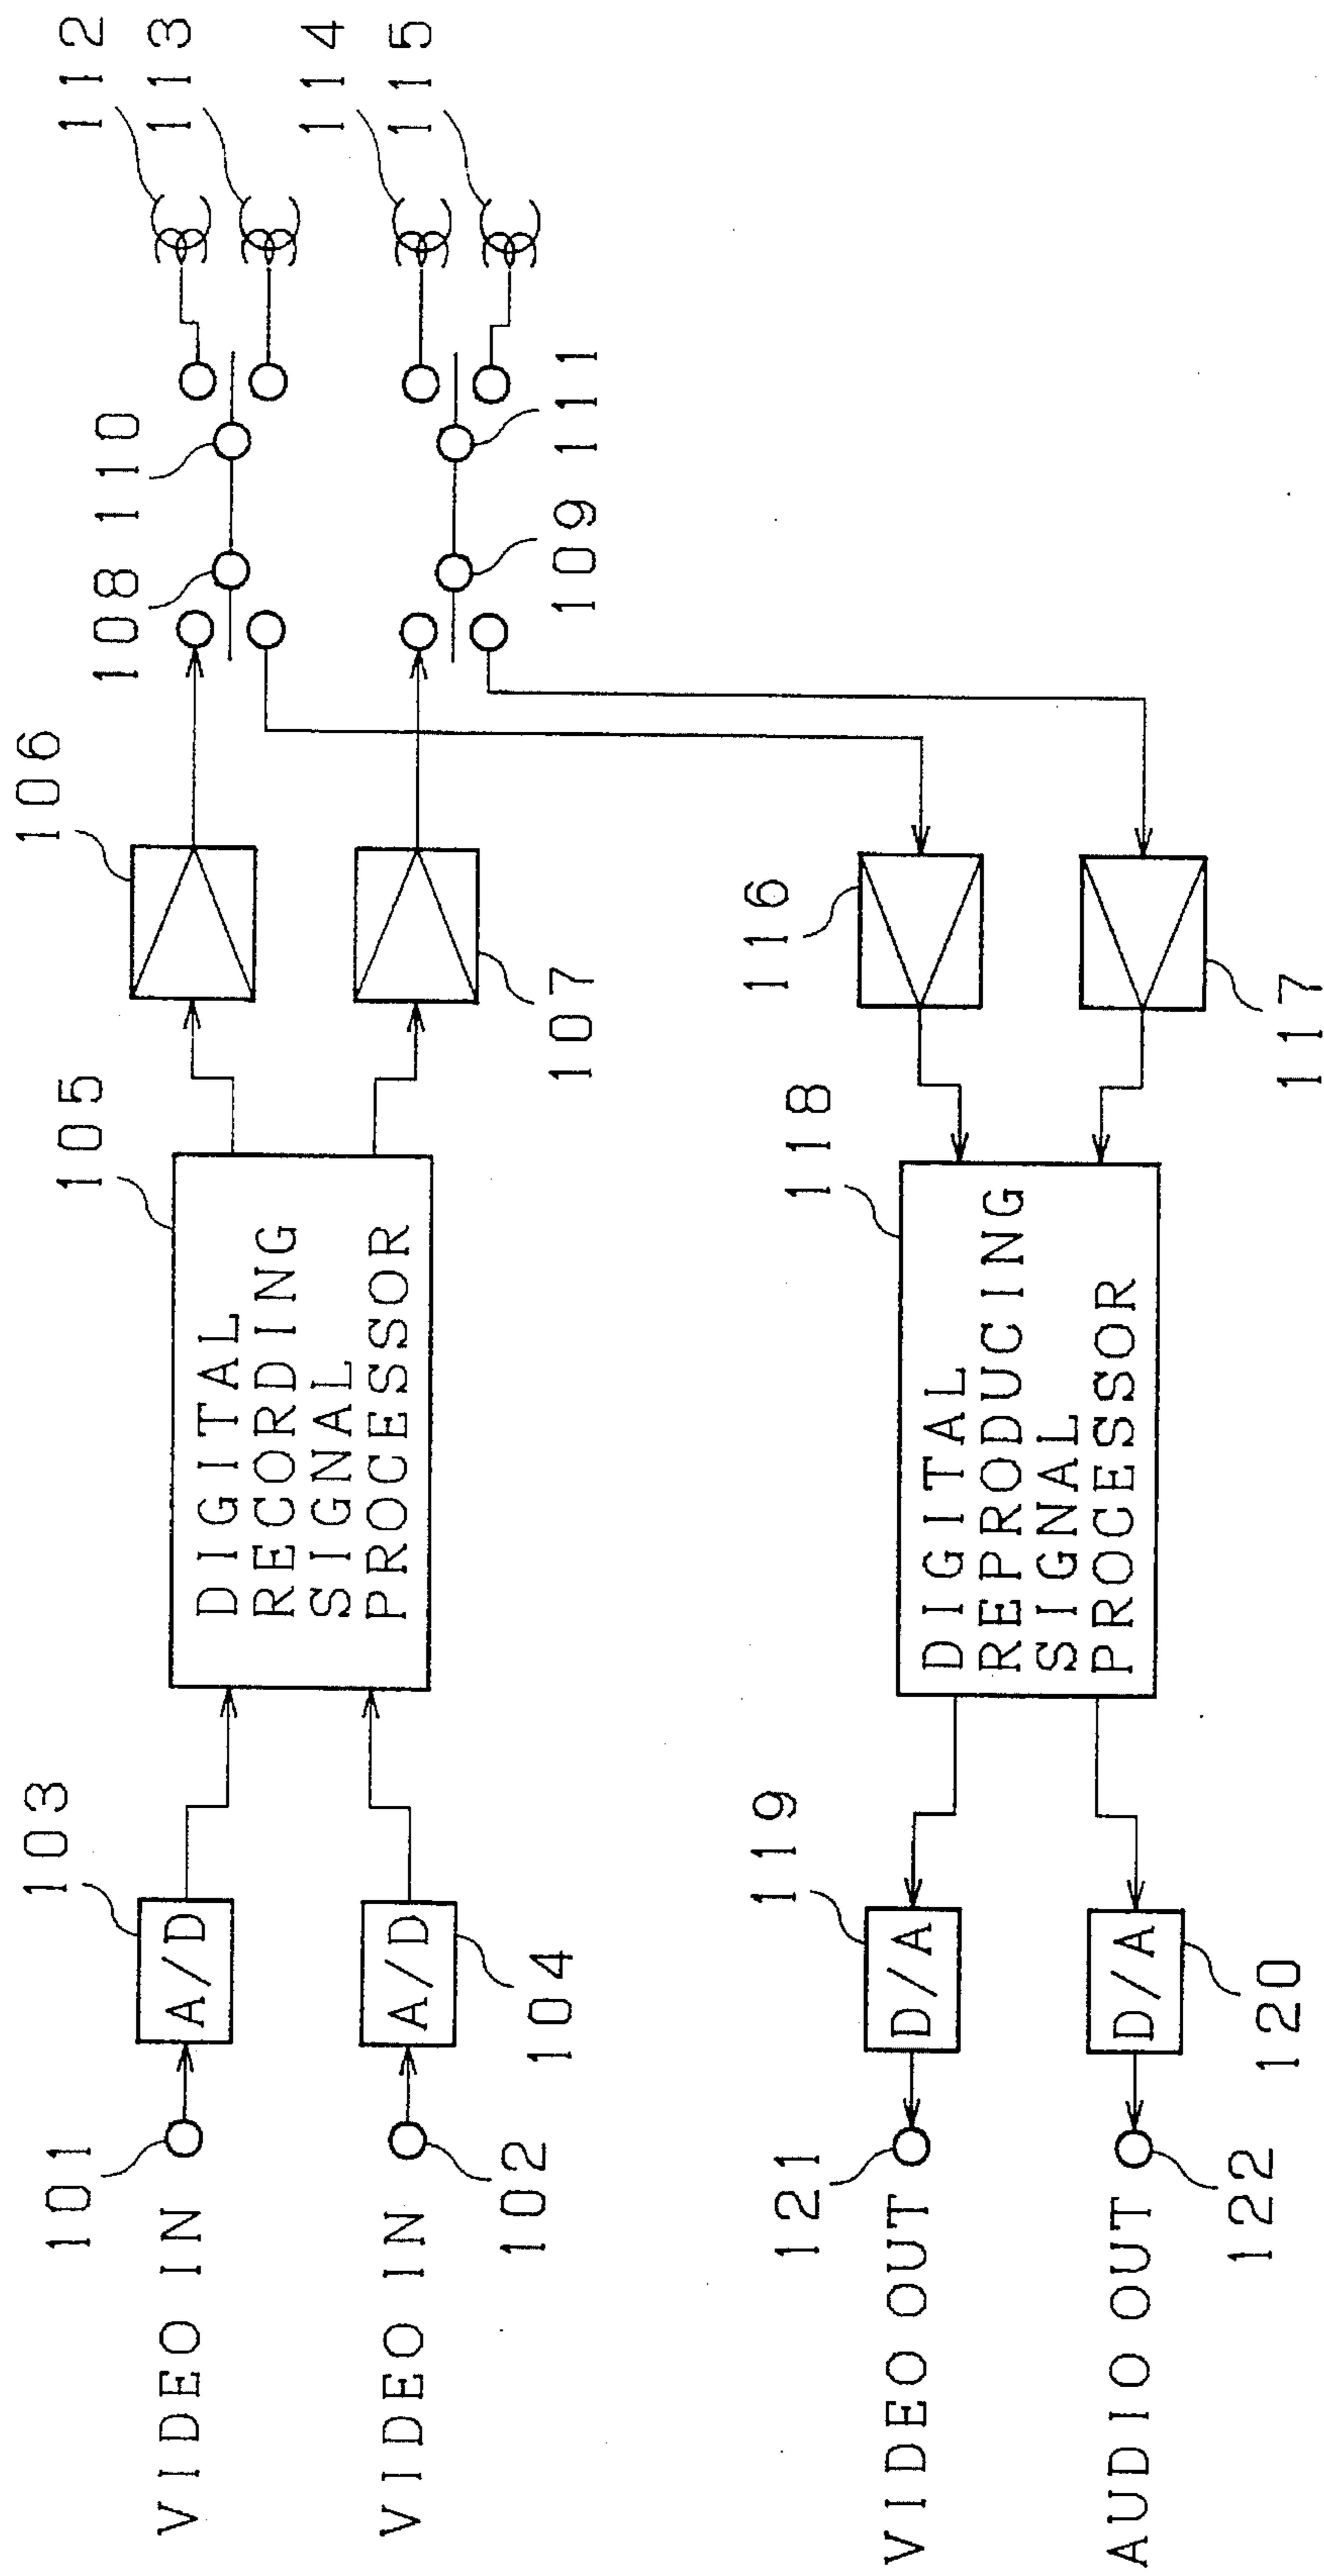 112
113
114
115
110
111
108
109
106
107
116
117
105
DIGITAL
RECORDING
SIGNAL
PROCESSOR
118
DIGITAL
REPRODUCING
SIGNAL
PROCESSOR
103
A/D
A/D
104
119
D/A
D/A
120
101
VIDEO IN
VIDEO IN
102
121
VIDEO OUT
AUDIO OUT
122